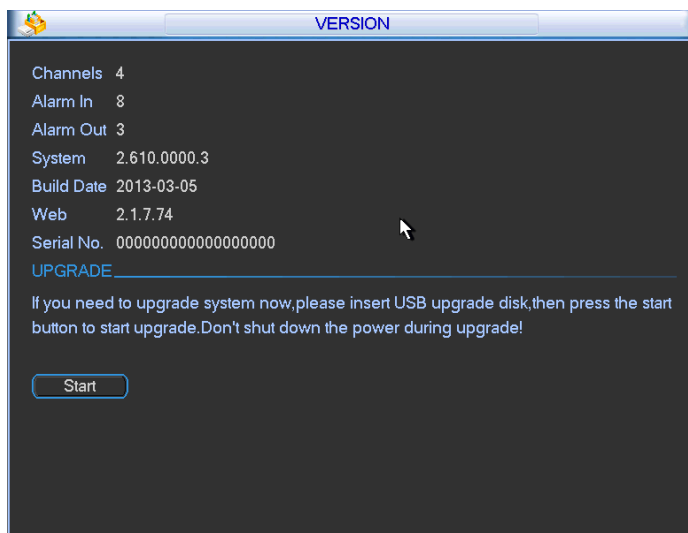 VERSION
Channels 4
Alarm In 8
Alarm Out 3
System 2.610.0000.3
Build Date 2013-03-05
Web 2.1.7.74
Serial No. 000000000000000000
UPGRADE
If you need to upgrade system now,please insert USB upgrade disk,then press the start
button to start upgrade.Don't shut down the power during upgrade!
Start